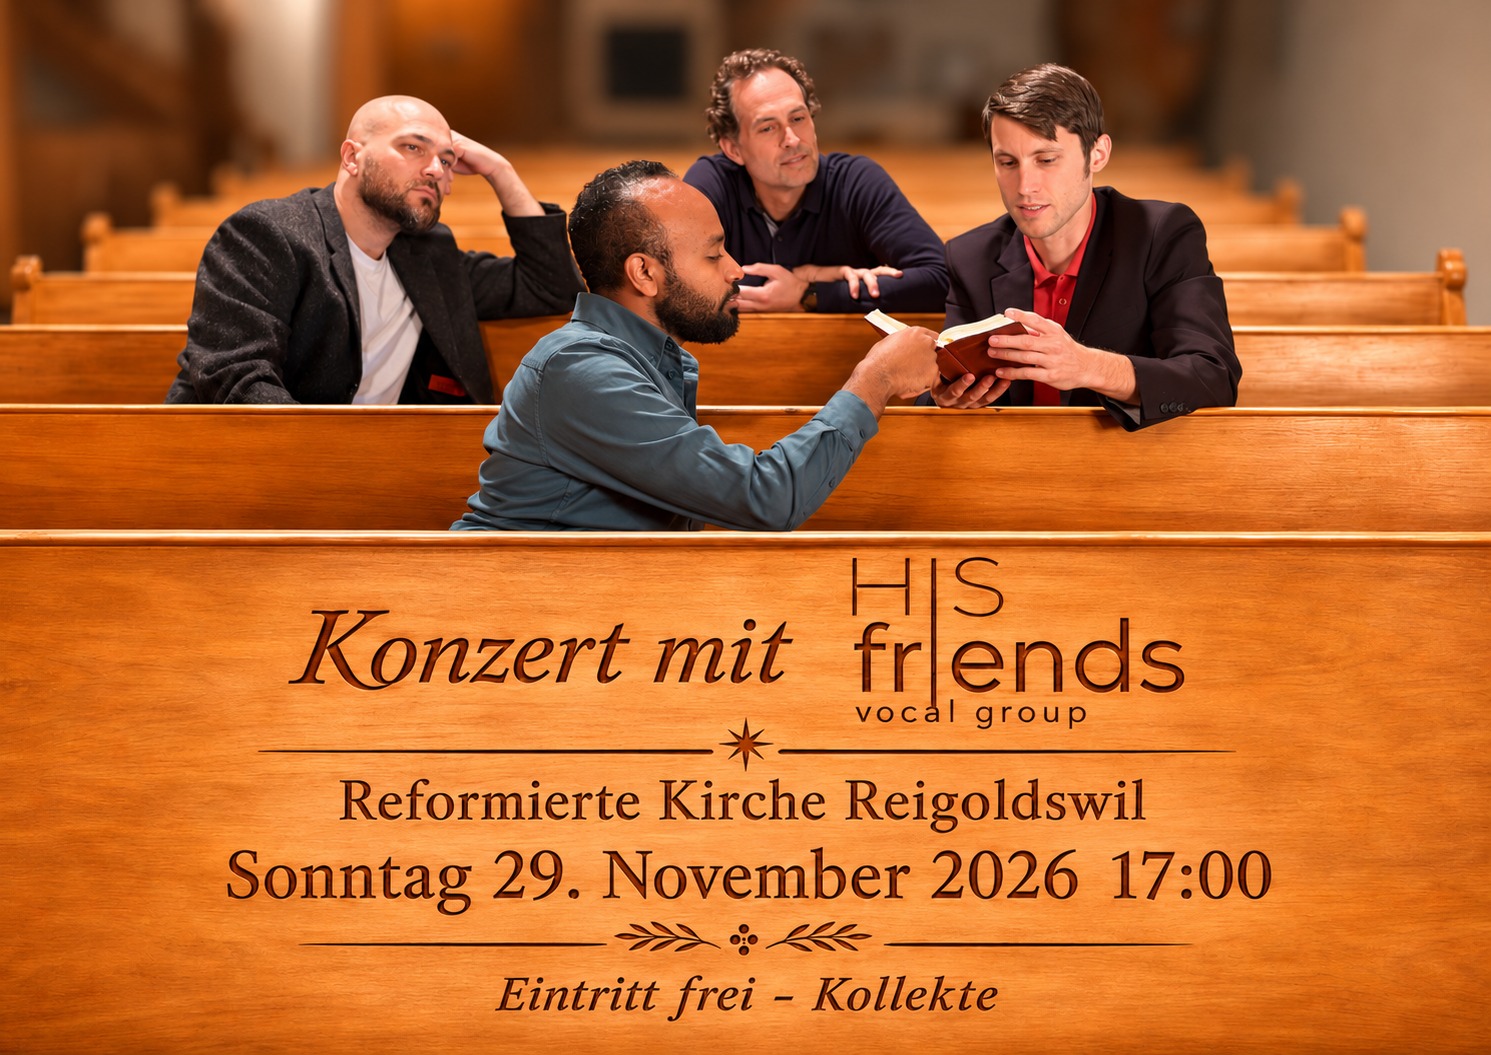 Konzert mit
HIS
friends
vocal group
Reformierte Kirche Reigoldswil
Sonntag 29. November 2026 17:00
Eintritt frei – Kollekte